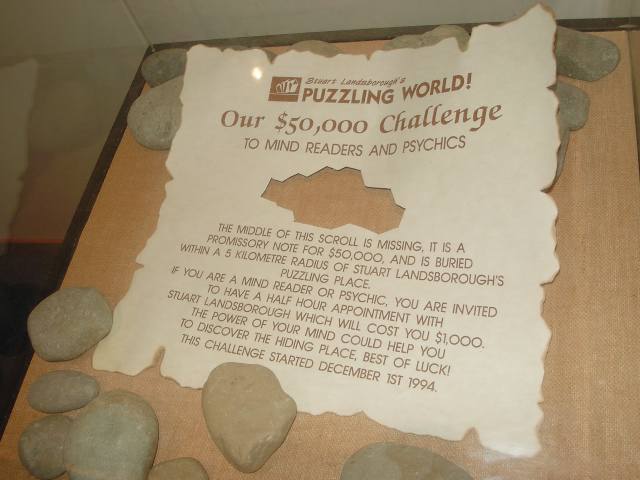 Stuart Landsborough's
PUZZLING WORLD!
Our $50,000 Challenge
TO MIND READERS AND PSYCHICS
THE MIDDLE OF THIS SCROLL IS MISSING, IT IS A
PROMISSORY NOTE FOR $50,000, AND IS BURIED
WITHIN A 5 KILOMETRE RADIUS OF STUART LANDSBOROUGH'S
PUZZLING PLACE.
IF YOU ARE A MIND READER OR PSYCHIC, YOU ARE INVITED
TO HAVE A HALF HOUR APPOINTMENT WITH
STUART LANDSBOROUGH WHICH WILL COST YOU $1,000.
THE POWER OF YOUR MIND COULD HELP YOU
TO DISCOVER THE HIDING PLACE, BEST OF LUCK!
THIS CHALLENGE STARTED DECEMBER 1ST 1994.